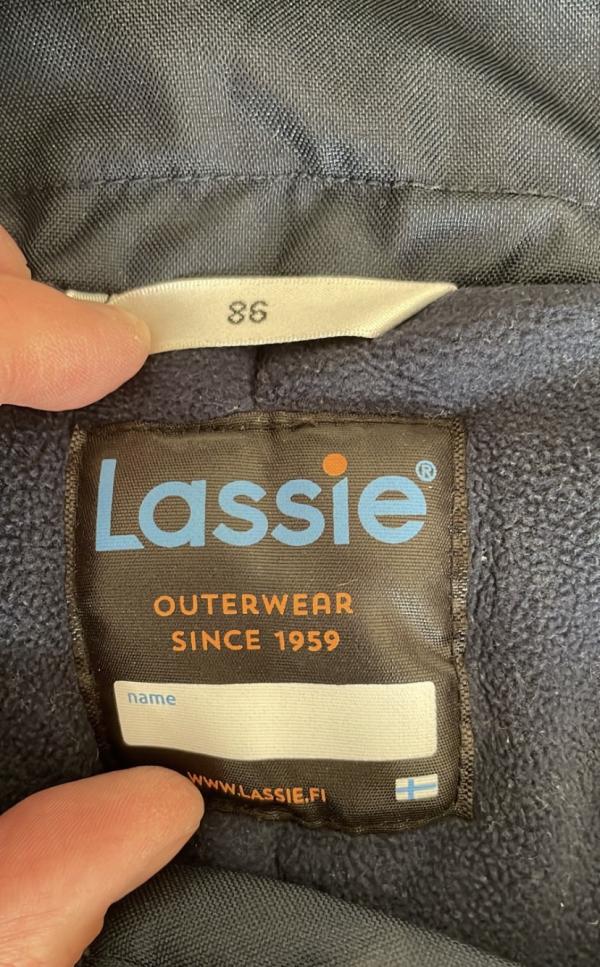 86
Lassie®
OUTERWEAR
SINCE 1959
name
WWW.LASSIE.FI